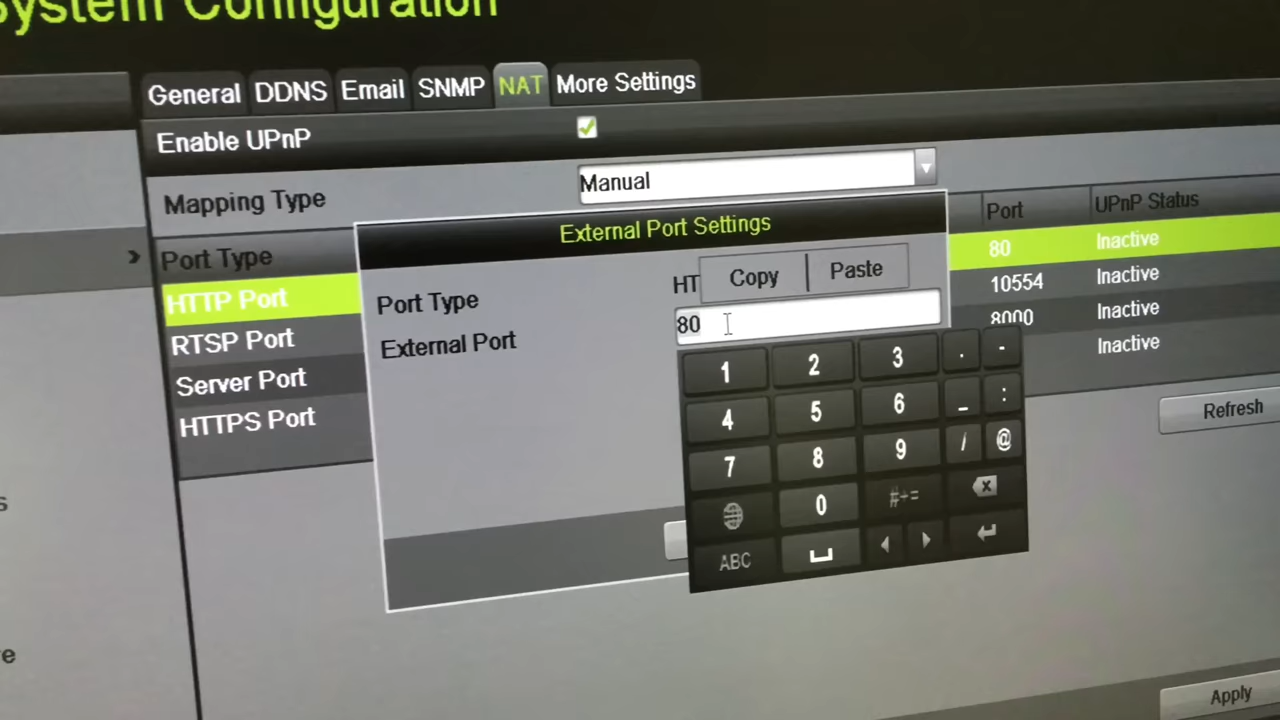 System Configuration
General DDNS Email SNMP NAT More Settings
Enable UPnP
Mapping Type Manual
Port Type Port UPnP Status
HTTP Port 80 Inactive
RTSP Port 10554 Inactive
Server Port 8000 Inactive
HTTPS Port Inactive
External Port Settings
Port Type HT
Copy Paste
External Port 80
1 2 3 . -
4 5 6 _ :
7 8 9 / @
0 #+=
ABC
Refresh
Apply